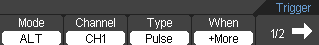 Trigger
Mode Channel Type When
ALT CH1 Pulse +More 1/2